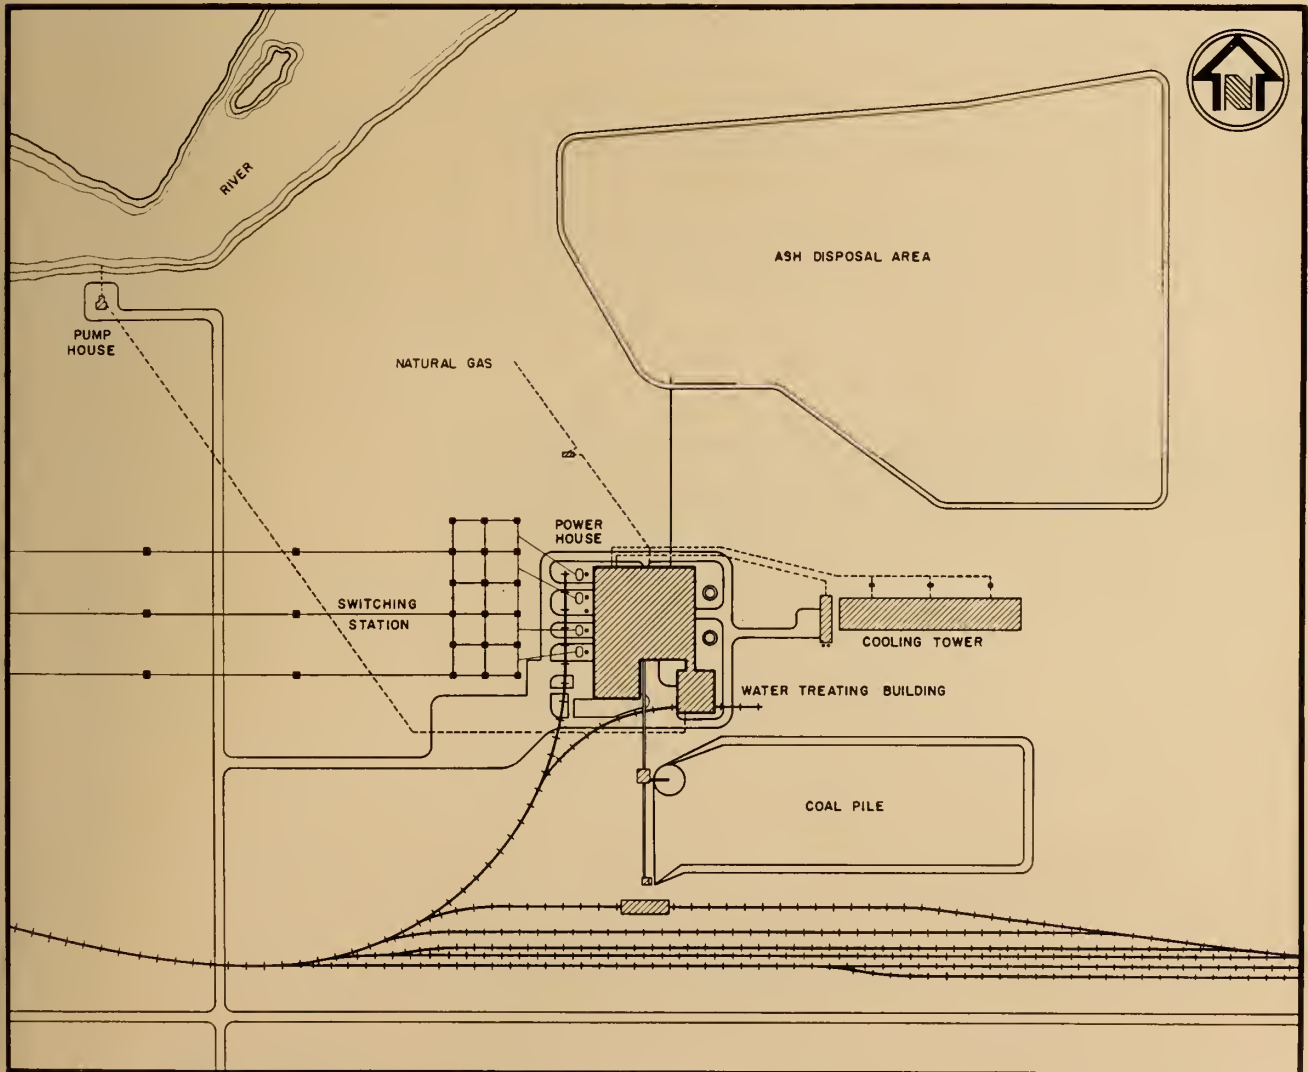 N
RIVER
ASH DISPOSAL AREA
PUMP
HOUSE
NATURAL GAS
POWER
HOUSE
SWITCHING
STATION
COOLING TOWER
WATER TREATING BUILDING
COAL PILE